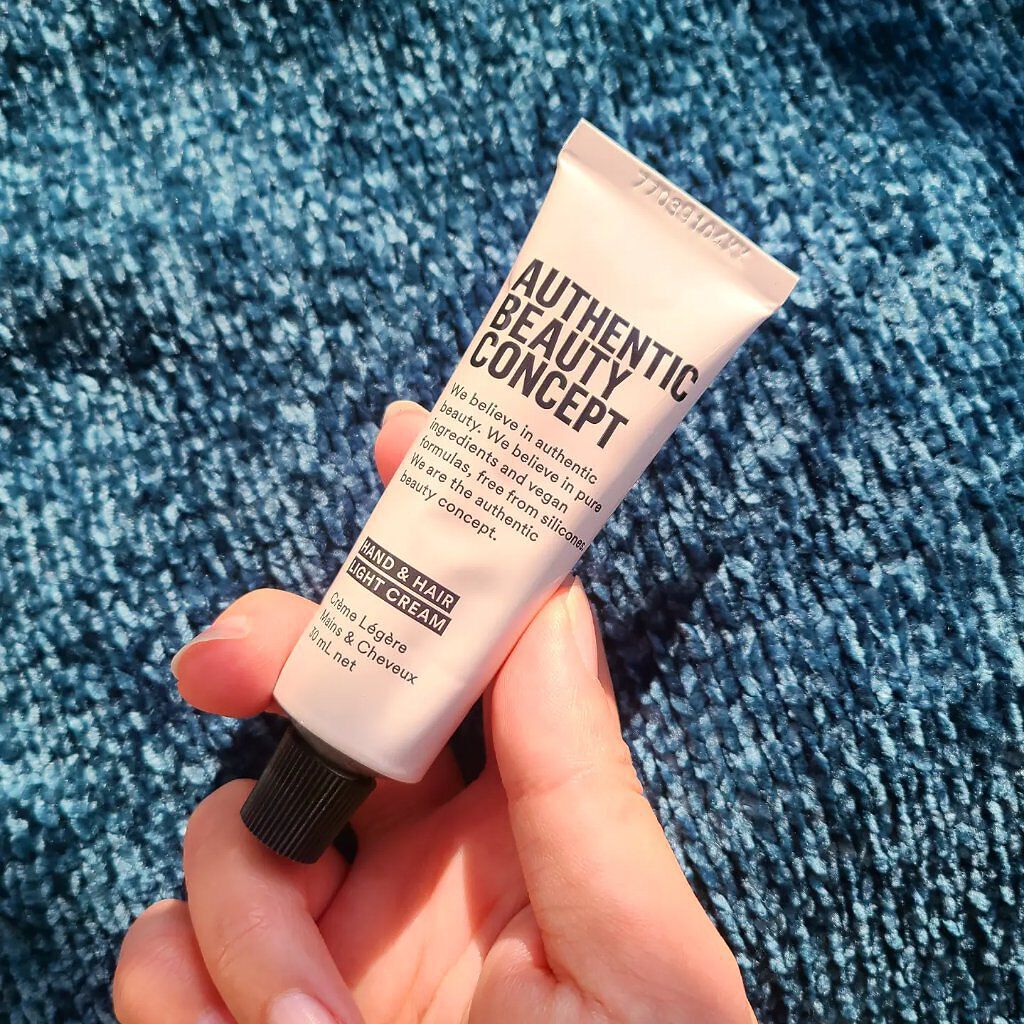 AUTHENTIC
BEAUTY
CONCEPT
We believe in authentic
beauty. We believe in pure
ingredients and vegan
formulas, free from silicones.
We are the authentic
beauty concept.
HAND & HAIR
LIGHT CREAM
Crème Légère
Mains & Cheveux
30 mL net